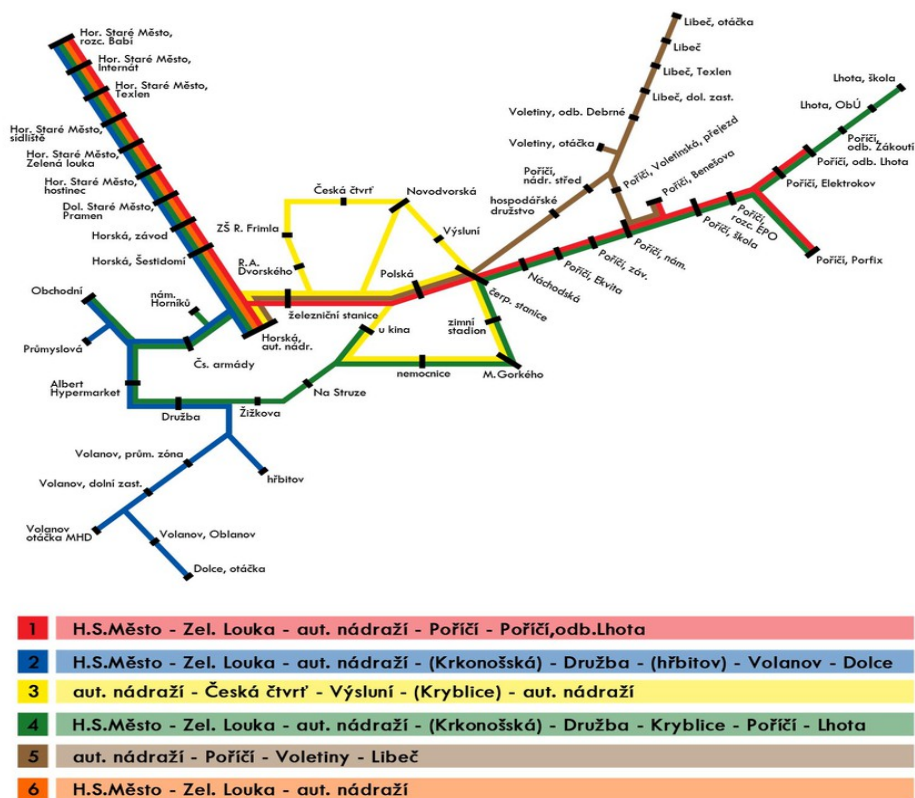 Hor. Staré Město,
rozc. Babí
Hor. Staré Město,
Internát
Hor. Staré Město,
Texlen
Hor. Staré Město,
sídliště
Hor. Staré Město,
Zelená louka
Hor. Staré Město,
hostinec
Dol. Staré Město,
Pramen
Horská, závod
Horská, Šestidomí
Obchodní
nám.
Horníků
Průmyslová
Čs. armády
Horská,
aut. nádr.
Albert
Hypermarket
Družba
Žižkova
Na Struze
Volanov, prům. zóna
hřbitov
Volanov, dolní zast.
Volanov
otáčka MHD
Volanov, Oblanov
Dolce, otáčka
Česká čtvrť
Novodvorská
ZŠ R. Frimla
Výsluní
R.A.
Dvorského
Polská
železniční stanice
u kina
zimní
stadion
čerp. stanice
nemocnice
M.Gorkého
Libeč, otáčka
Libeč
Libeč, Texlen
Libeč, dol. zast.
Voletiny, odb. Debrné
Voletiny, otáčka
Poříčí,
nádr. střed
hospodářské
družstvo
Poříčí, Voletinská, přejezd
Poříčí, Benešova
Náchodská
Poříčí, Ekvita
Poříčí, záv.
Poříčí, nám.
Poříčí, škola
Poříčí,
rozc. EPO
Poříčí, Porfix
Poříčí, Elektrokov
Poříčí, odb. Lhota
Poříčí,
odb. Zákoutí
Lhota, ObÚ
Lhota, škola
1 H.S.Město - Zel. Louka - aut. nádraží - Poříčí - Poříčí,odb.Lhota
2 H.S.Město - Zel. Louka - aut. nádraží - (Krkonošská) - Družba - (hřbitov) - Volanov - Dolce
3 aut. nádraží - Česká čtvrť - Výsluní - (Kryblice) - aut. nádraží
4 H.S.Město - Zel. Louka - aut. nádraží - (Krkonošská) - Družba - Kryblice - Poříčí - Lhota
5 aut. nádraží - Poříčí - Voletiny - Libeč
6 H.S.Město - Zel. Louka - aut. nádraží